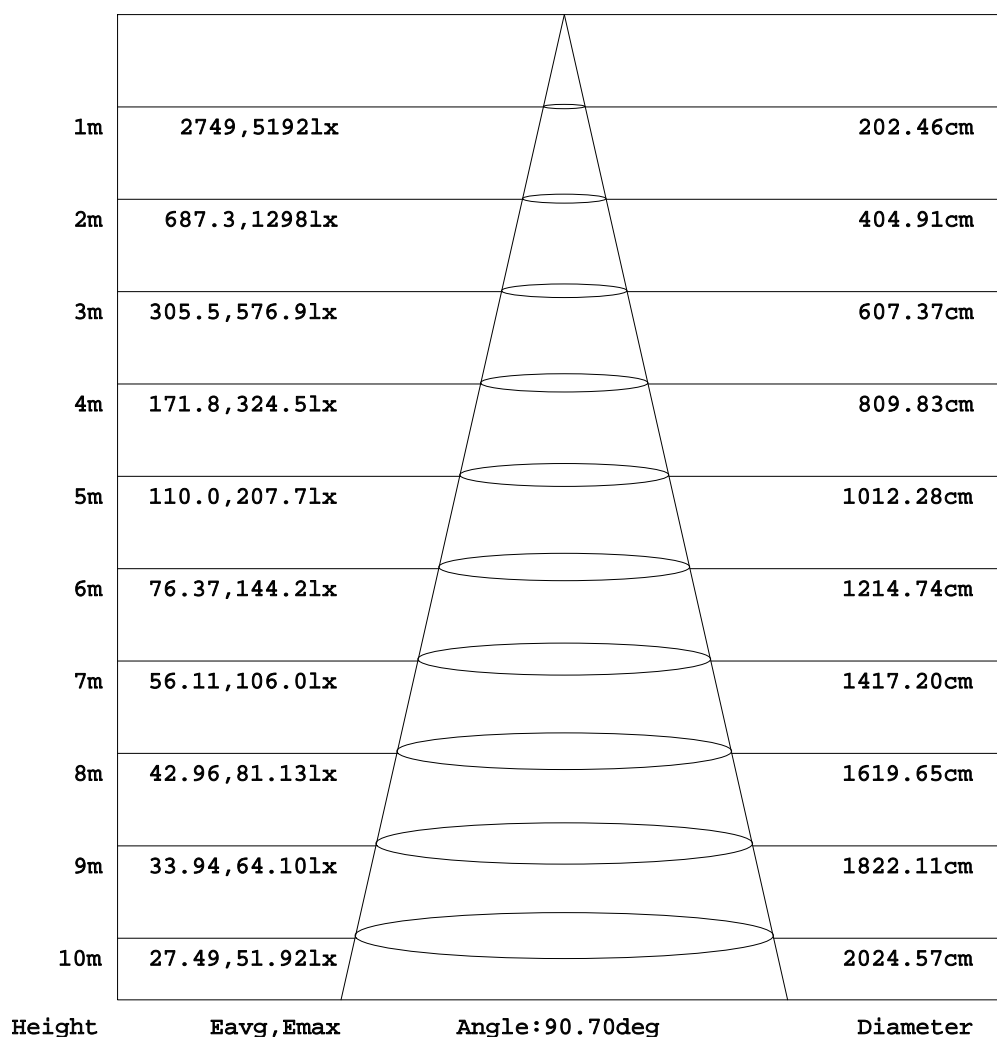 1m 2749,5192lx 202.46cm
2m 687.3,1298lx 404.91cm
3m 305.5,576.9lx 607.37cm
4m 171.8,324.5lx 809.83cm
5m 110.0,207.7lx 1012.28cm
6m 76.37,144.2lx 1214.74cm
7m 56.11,106.0lx 1417.20cm
8m 42.96,81.13lx 1619.65cm
9m 33.94,64.10lx 1822.11cm
10m 27.49,51.92lx 2024.57cm
Height Eavg,Emax Angle:90.70deg Diameter